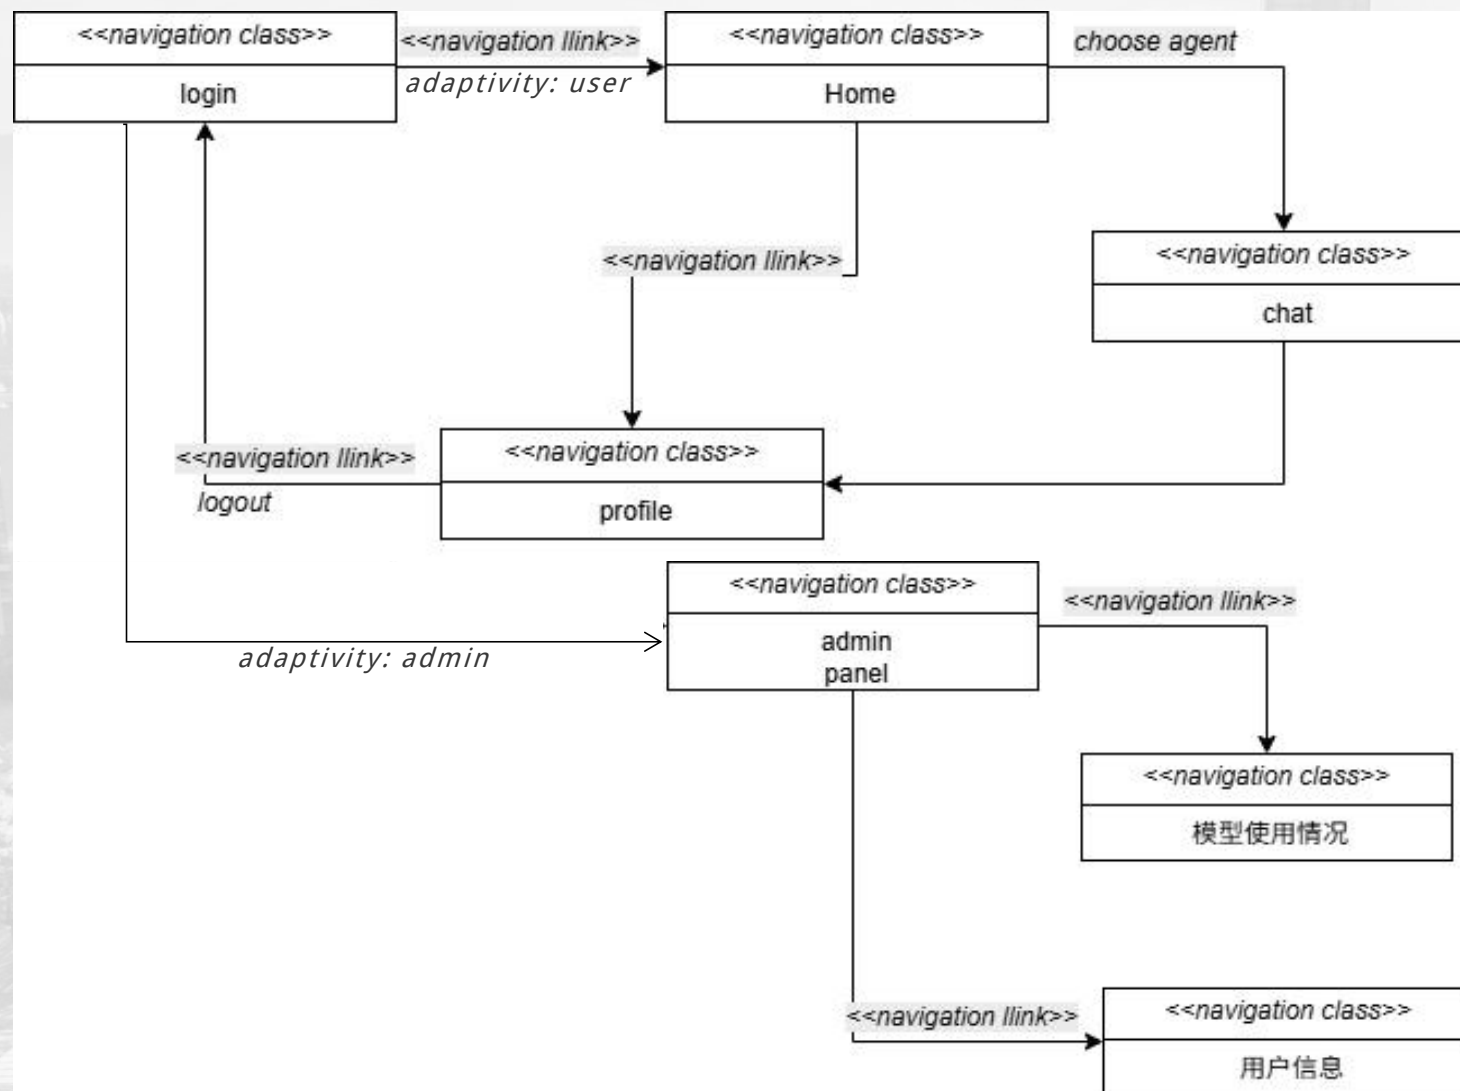 <<navigation class>>
login
<<navigation llink>>
adaptivity: user
<<navigation class>>
Home
choose agent
<<navigation class>>
chat
<<navigation llink>>
<<navigation class>>
profile
<<navigation llink>>
logout
<<navigation class>>
admin
panel
adaptivity: admin
<<navigation llink>>
<<navigation class>>
模型使用情况
<<navigation llink>>
<<navigation class>>
用户信息